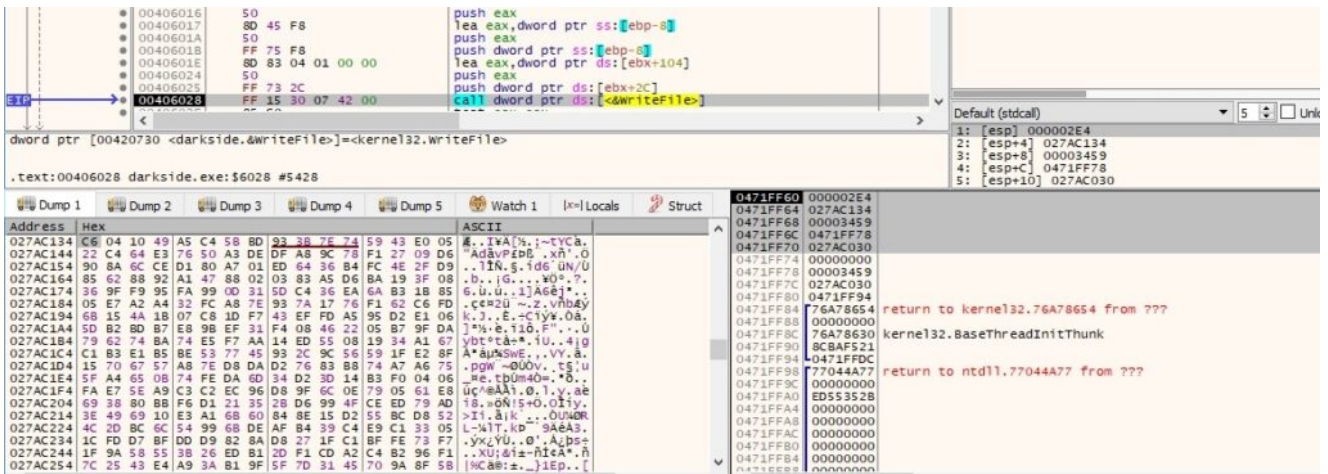 00406016 50 push eax
00406017 8D 45 F8 lea eax,dword ptr ss:[ebp-8]
0040601A 50 push eax
0040601B FF 75 F8 push dword ptr ss:[ebp-8]
0040601E 8D 83 04 01 00 00 lea eax,dword ptr ds:[ebx+104]
00406024 50 push eax
00406025 FF 73 2C push dword ptr ds:[ebx+2C]
EIP 00406028 FF 15 30 07 42 00 call dword ptr ds:[<&WriteFile>]
dword ptr [00420730 <darkside.&WriteFile>]=<kernel32.WriteFile>
.text:00406028 darkside.exe:$6028 #5428
Default (stdcall) 5
1: [esp] 000002E4
2: [esp+4] 027AC134
3: [esp+8] 00003459
4: [esp+C] 0471FF78
5: [esp+10] 027AC030
Dump 1 Dump 2 Dump 3 Dump 4 Dump 5 Watch 1 [x=] Locals Struct
Address Hex ASCII
027AC134 C6 04 10 49 A5 C4 5B BD 93 3B 7E 74 59 43 E0 05
027AC144 22 C4 64 E3 76 50 A3 DE DF A8 9C 78 F1 27 09 D6
027AC154 90 8A 6C CE D1 80 A7 01 ED 64 36 B4 FC 4E 2F D9
027AC164 85 62 88 92 A1 47 88 02 03 83 A5 D6 BA 19 3F 08
027AC174 36 9F F9 95 FA 99 0D 31 5D C4 36 EA 6A B3 1B 85
027AC184 05 E7 A2 A4 32 FC A8 7E 93 7A 17 76 F1 62 C6 FD
027AC194 6B 15 4A 1B 07 C8 1D F7 43 EF FD A5 95 D2 E1 06
027AC1A4 5D B2 BD B7 E8 9B EF 31 F4 08 46 22 05 B7 9F DA
027AC1B4 79 62 74 BA 74 E5 F7 AA 14 ED 55 08 19 34 A1 67
027AC1C4 C1 B3 E1 B5 BE 53 77 45 93 2C 9C 56 59 1F E2 8F
027AC1D4 15 70 67 57 A8 7E D8 DA D2 76 83 B8 74 A7 A6 75
027AC1E4 5F A4 65 0B 74 FE DA 6D 34 D2 3D 14 B3 F0 04 06
027AC1F4 FA E7 5E A9 C3 C2 EC 96 D8 9F 6C 0E 79 05 61 E8
027AC204 69 38 80 BB F6 D1 21 35 2B D6 99 4F CE ED 79 AD
027AC214 3E 49 69 10 E3 A1 6B 60 84 8E 15 D2 55 BC D8 52
027AC224 4C 2D BC 6C 54 99 6B DE AF B4 39 C4 E9 C1 33 05
027AC234 1C FD D7 BF DD D9 82 8A D8 27 1F C1 BF FE 73 F7
027AC244 1F 9A 58 55 3B 26 ED B1 2D F1 CD A2 C4 B2 96 F1
027AC254 7C 25 43 E4 A9 3A B1 9F 5F 7D 31 45 70 9A 8F 5B
0471FF60 000002E4
0471FF64 027AC134
0471FF68 00003459
0471FF6C 0471FF78
0471FF70 027AC030
0471FF74 00000000
0471FF78 00003459
0471FF7C 027AC030
0471FF80 0471FF94
0471FF84 76A78654 return to kernel32.76A78654 from ???
0471FF88 00000000
0471FF8C 76A78630 kernel32.BaseThreadInitThunk
0471FF90 8CBAF521
0471FF94 0471FFDC
0471FF98 77044A77 return to ntdll.77044A77 from ???
0471FF9C 00000000
0471FFA0 ED55352B
0471FFA4 00000000
0471FFA8 00000000
0471FFAC 00000000
0471FFB0 00000000
0471FFB4 00000000